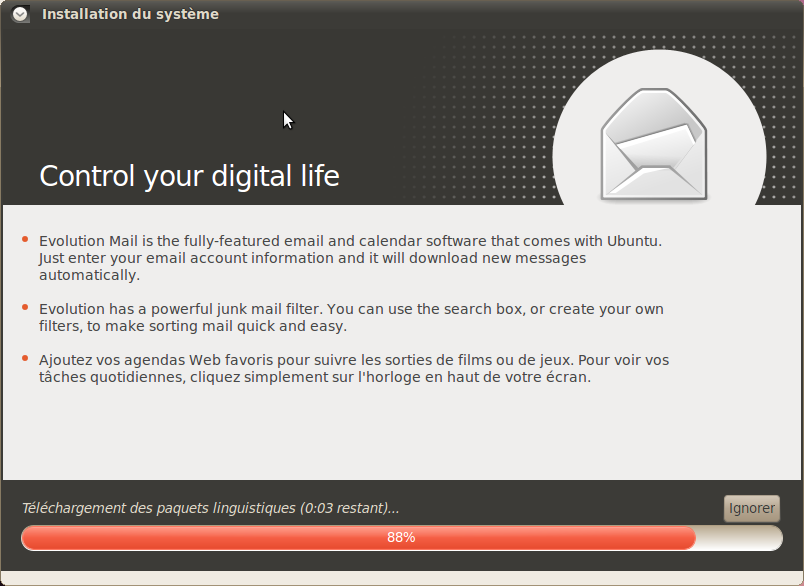 Installation du système
Control your digital life
Evolution Mail is the fully-featured email and calendar software that comes with Ubuntu.
Just enter your email account information and it will download new messages
automatically.
Evolution has a powerful junk mail filter. You can use the search box, or create your own
filters, to make sorting mail quick and easy.
Ajoutez vos agendas Web favoris pour suivre les sorties de films ou de jeux. Pour voir vos
tâches quotidiennes, cliquez simplement sur l'horloge en haut de votre écran.
Téléchargement des paquets linguistiques (0:03 restant)...
Ignorer
88%